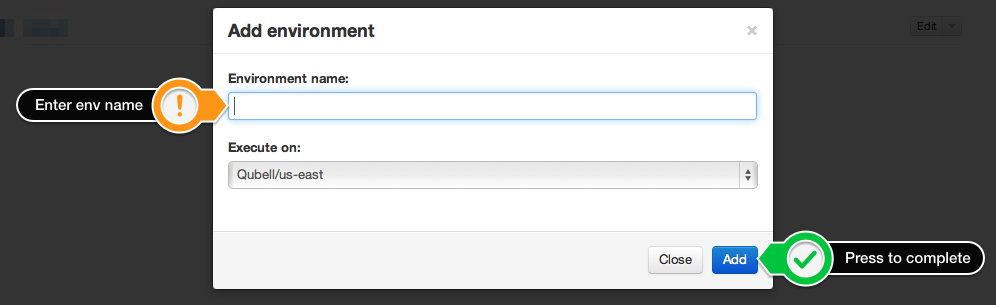 Add environment
×
Edit
Environment name:
Enter env name
!
Execute on:
Qubell/us-east
Close
Add
Press to complete